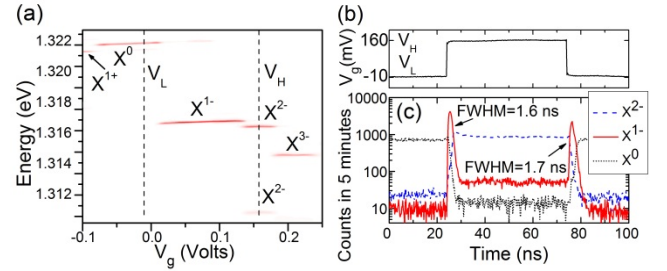 (a)
1.322
1.320
1.318
1.316
1.314
1.312
Energy (eV)
X1+
X0
VL
VH
X1-
X2-
X3-
X2-
-0.1 0.0 0.1 0.2
Vg (Volts)
(b)
Vg(mV)
160
-10
VH
VL
(c)
Counts in 5 minutes
1000
1000
100
10
FWHM=1.6 ns
FWHM=1.7 ns
X2-
X1-
X0
0 20 40 60 80 100
Time (ns)